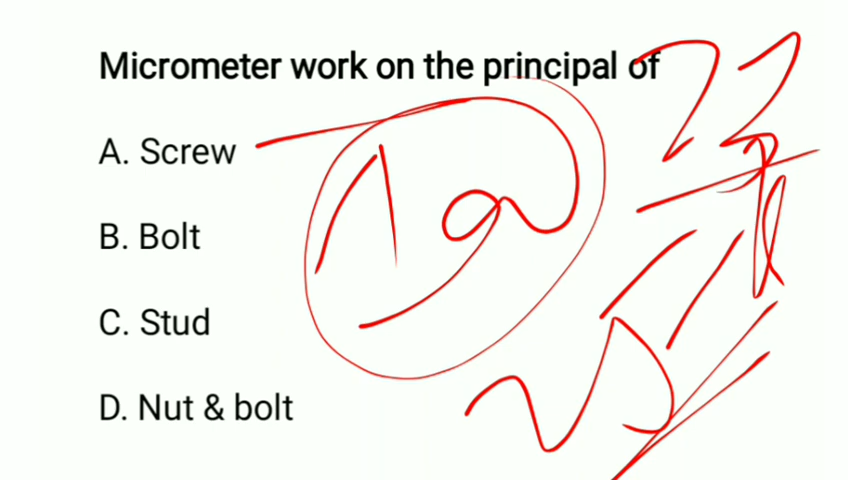 Micrometer work on the principal of
A. Screw
B. Bolt
C. Stud
D. Nut & bolt